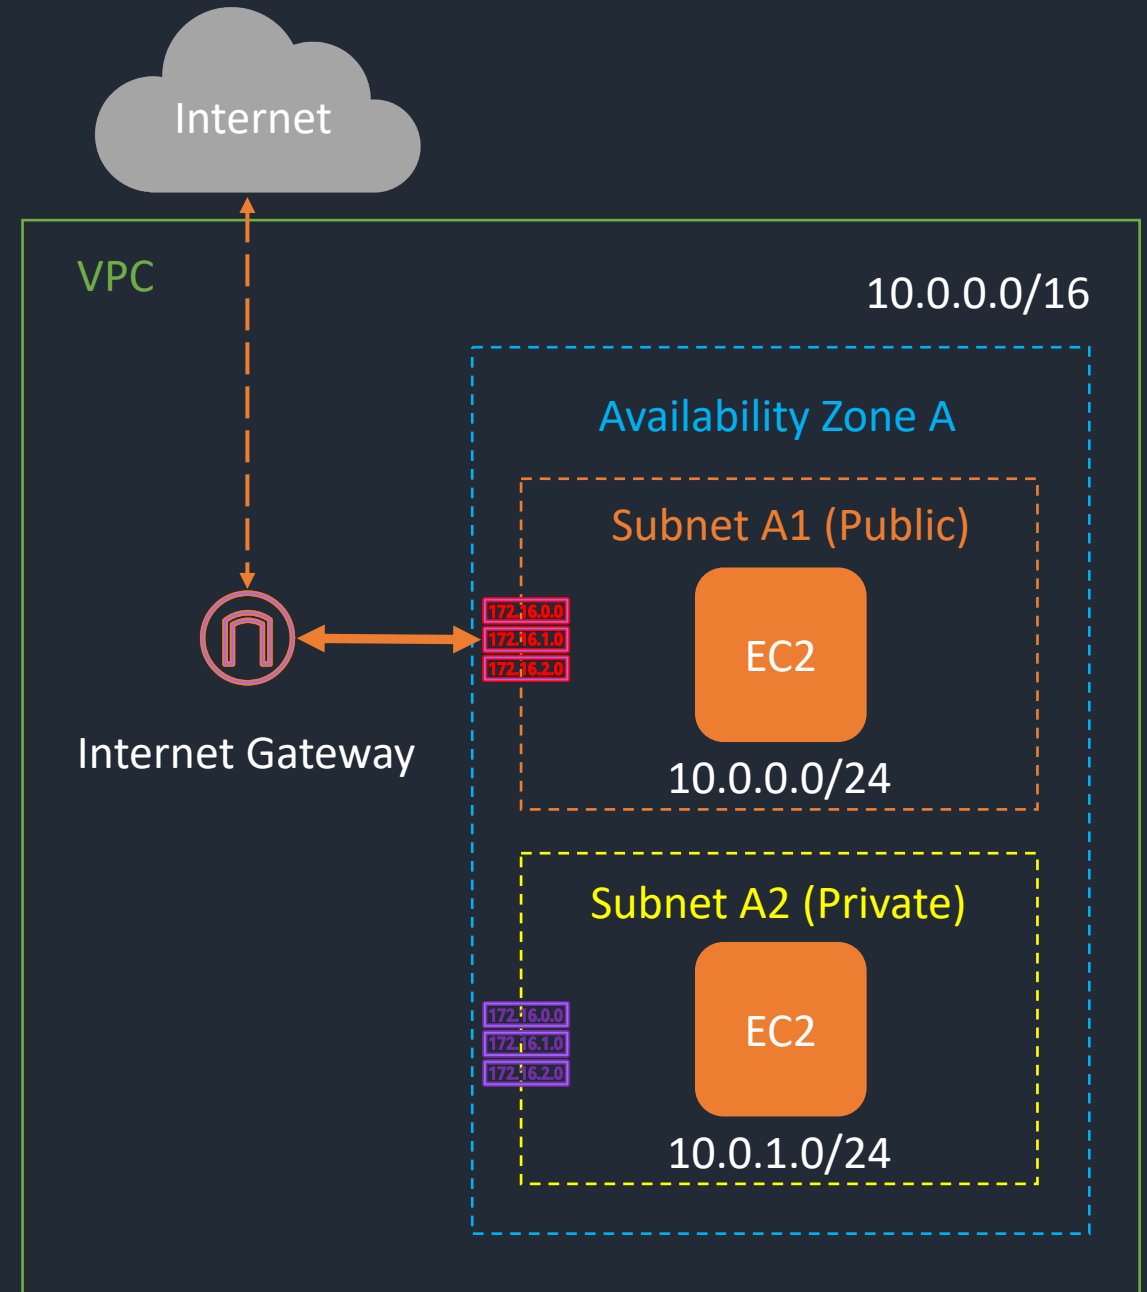 Internet
VPC
10.0.0.0/16
Availability Zone A
Subnet A1 (Public)
172.16.0.0
172.16.1.0
172.16.2.0
EC2
Internet Gateway
10.0.0.0/24
Subnet A2 (Private)
172.16.0.0
172.16.1.0
172.16.2.0
EC2
10.0.1.0/24